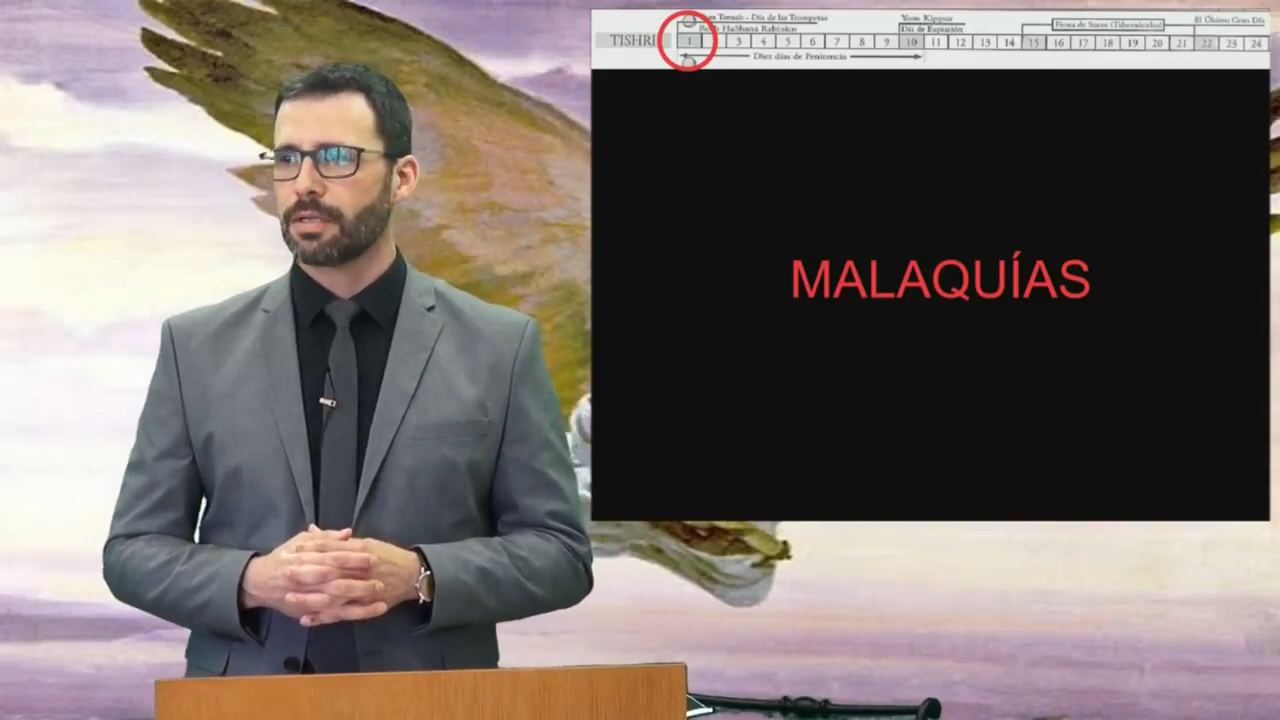 Yom Teruah - Día de las Trompetas
Rosh HaShana Rabínico
Yom Kippur
Día de Expiación
Fiesta de Sucot (Tabernáculos)
El Último Gran Día
TISHRI 1 3 4 5 6 7 8 9 10 11 12 13 14 15 16 17 18 19 20 21 22 23 24
Diez días de Penitencia
MALAQUÍAS